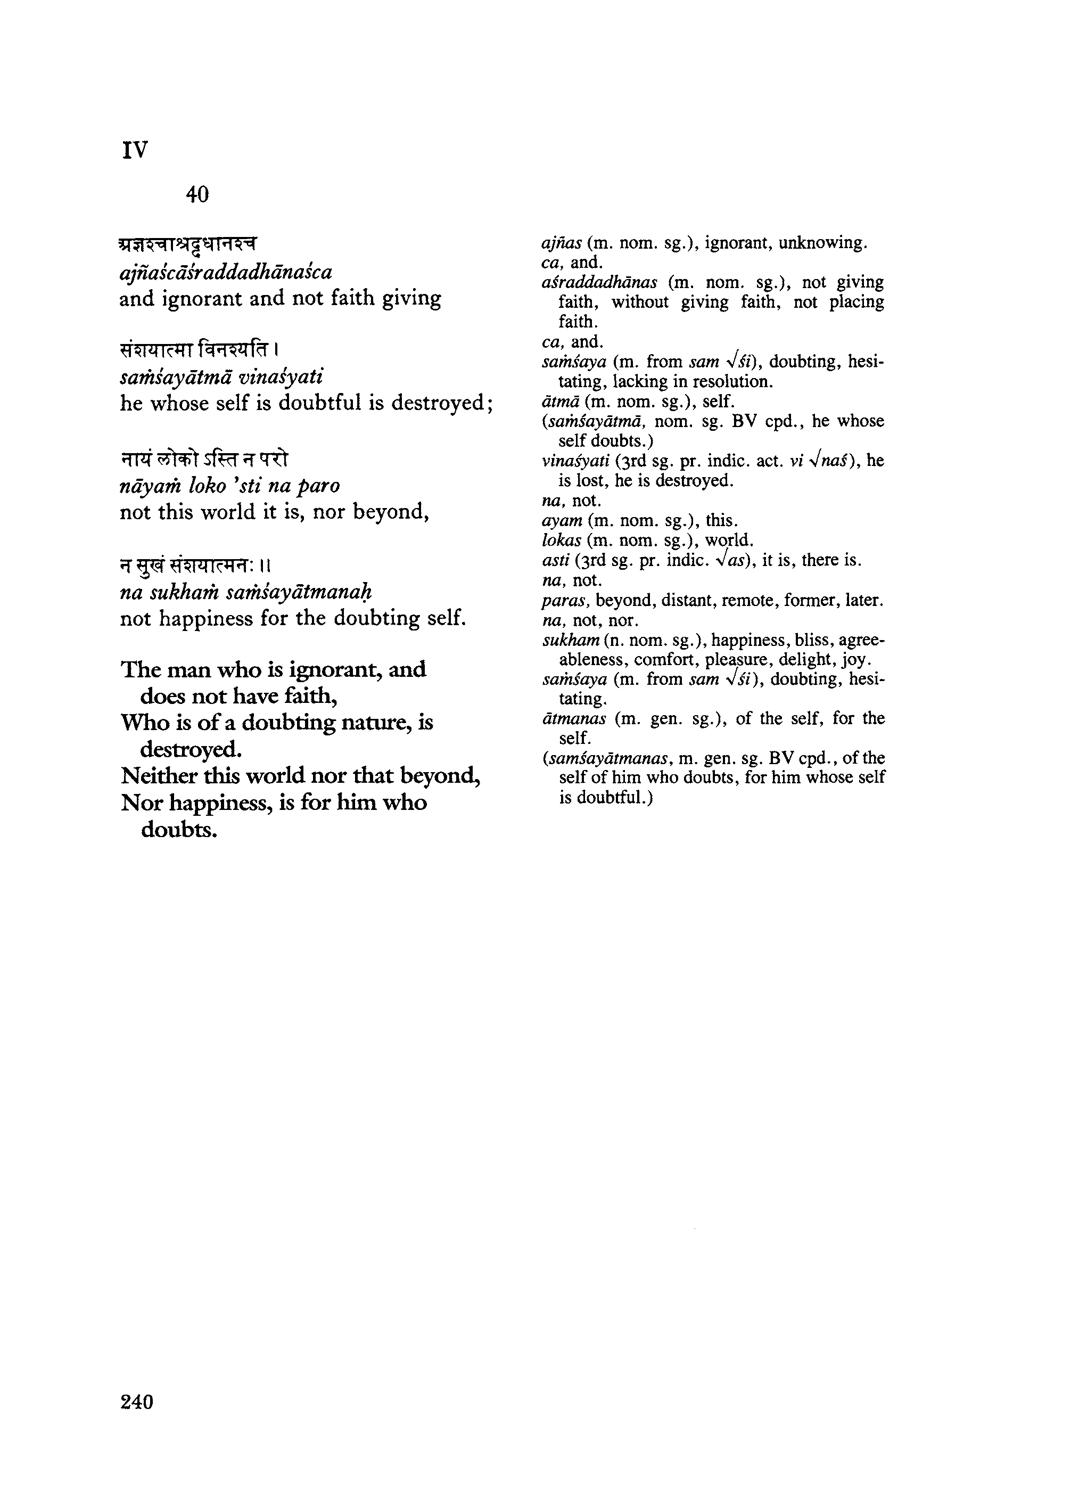 IV
40
अज्ञश्चाश्रद्दधानश्च
ajñaścāśraddadhānaśca
and ignorant and not faith giving
संशयात्मा विनश्यति ।
saṁśayātmā vinaśyati
he whose self is doubtful is destroyed;
नायं लोको ऽस्ति न परो
nāyaṁ loko 'sti na paro
not this world it is, nor beyond,
न सुखं संशयात्मनः ॥
na sukhaṁ saṁśayātmanaḥ
not happiness for the doubting self.
The man who is ignorant, and
does not have faith,
Who is of a doubting nature, is
destroyed.
Neither this world nor that beyond,
Nor happiness, is for him who
doubts.
ajñas (m. nom. sg.), ignorant, unknowing.
ca, and.
aśraddadhānas (m. nom. sg.), not giving
faith, without giving faith, not placing
faith.
ca, and.
saṁśaya (m. from sam √śi), doubting, hesi-
tating, lacking in resolution.
ātmā (m. nom. sg.), self.
(saṁśayātmā, nom. sg. BV cpd., he whose
self doubts.)
vinaśyati (3rd sg. pr. indic. act. vi √naś), he
is lost, he is destroyed.
na, not.
ayam (m. nom. sg.), this.
lokas (m. nom. sg.), world.
asti (3rd sg. pr. indic. √as), it is, there is.
na, not.
paras, beyond, distant, remote, former, later.
na, not, nor.
sukham (n. nom. sg.), happiness, bliss, agree-
ableness, comfort, pleasure, delight, joy.
saṁśaya (m. from sam √śi), doubting, hesi-
tating.
ātmanas (m. gen. sg.), of the self, for the
self.
(samśayātmanas, m. gen. sg. BV cpd., of the
self of him who doubts, for him whose self
is doubtful.)
240